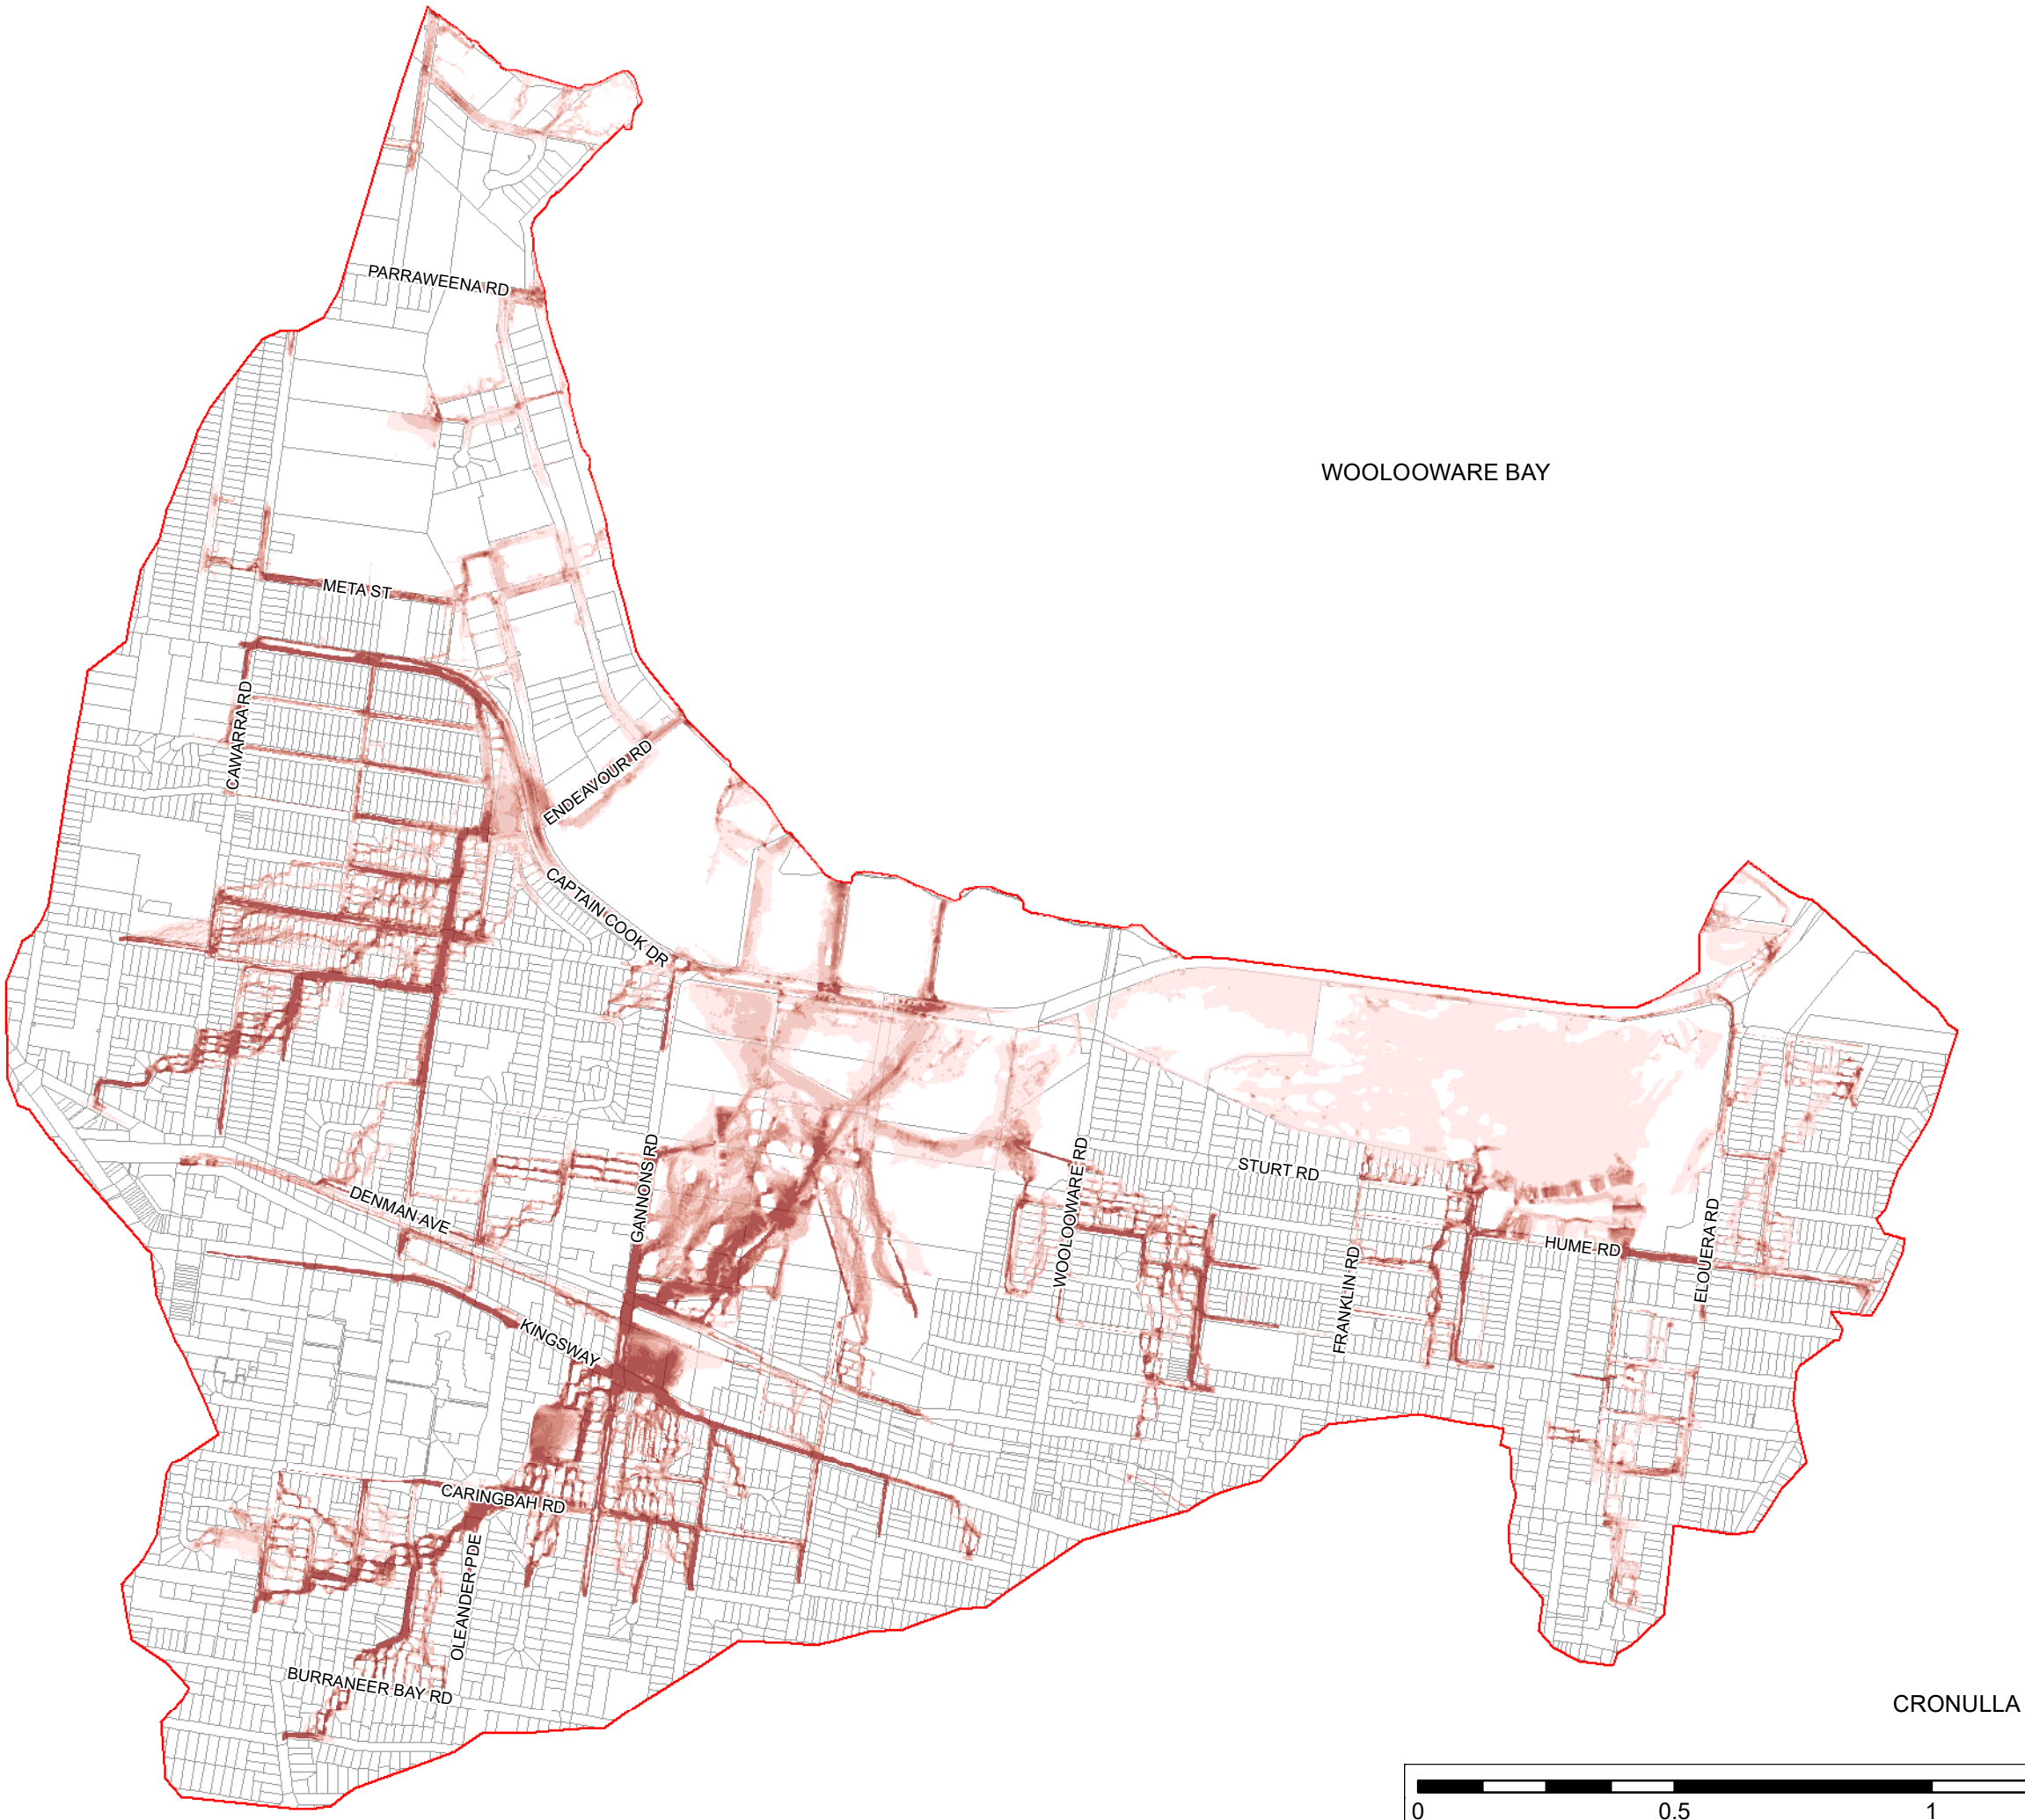 PARRAWEENA RD
WOOLOOWARE BAY
META ST
CAWARRA RD
ENDEAVOUR RD
CAPTAIN COOK DR
GANNONS RD
WOOLOOWARE RD
STURT RD
DENMAN AVE
ELOUERA RD
HUME RD
FRANKLIN RD
KINGSWAY
CARINGBAH RD
OLEANDER PDE
BURRANEER BAY RD
CRONULLA
0 0.5 1